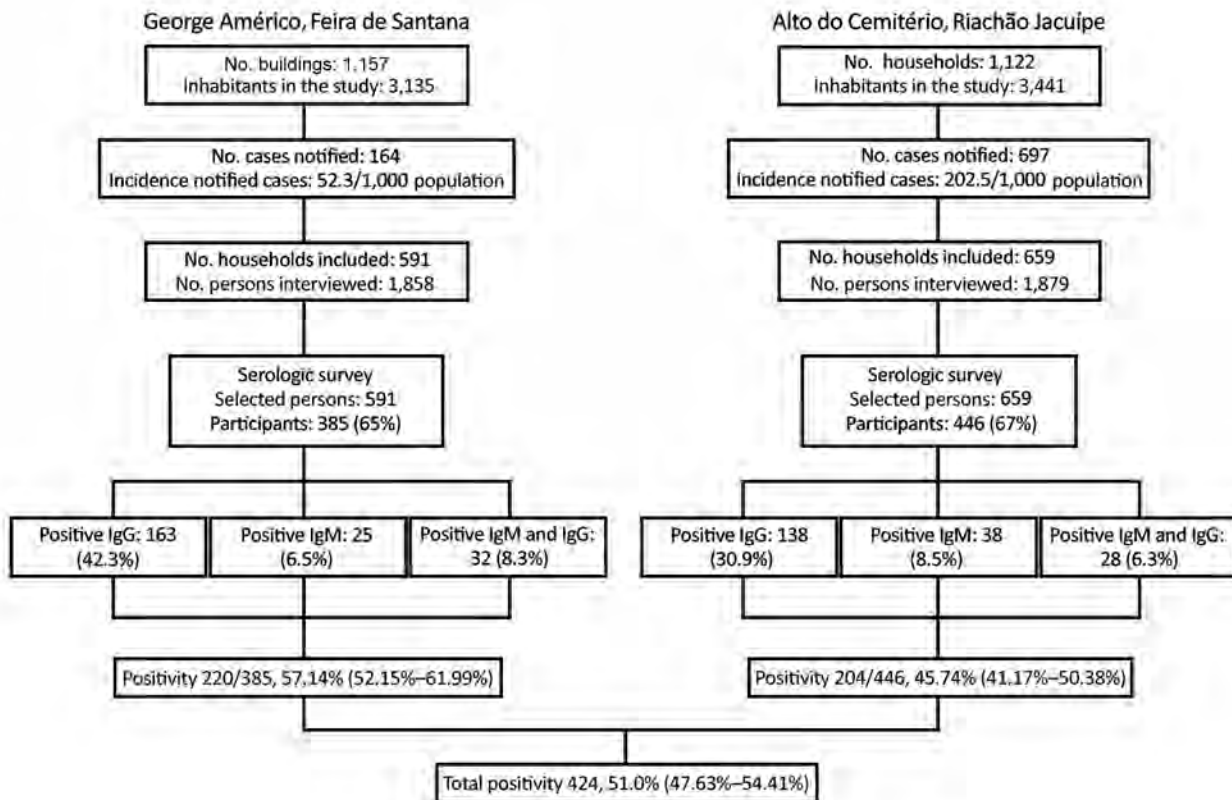 George Américo, Feira de Santana
No. buildings: 1,157
Inhabitants in the study: 3,135
No. cases notified: 164
Incidence notified cases: 52.3/1,000 population
No. households included: 591
No. persons interviewed: 1,858
Serologic survey
Selected persons: 591
Participants: 385 (65%)
Positive IgG: 163
(42.3%)
Positive IgM: 25
(6.5%)
Positive IgM and IgG:
32 (8.3%)
Positivity 220/385, 57.14% (52.15%–61.99%)
Alto do Cemitério, Riachão Jacuípe
No. households: 1,122
Inhabitants in the study: 3,441
No. cases notified: 697
Incidence notified cases: 202.5/1,000 population
No. households included: 659
No. persons interviewed: 1,879
Serologic survey
Selected persons: 659
Participants: 446 (67%)
Positive IgG: 138
(30.9%)
Positive IgM: 38
(8.5%)
Positive IgM and IgG:
28 (6.3%)
Positivity 204/446, 45.74% (41.17%–50.38%)
Total positivity 424, 51.0% (47.63%–54.41%)